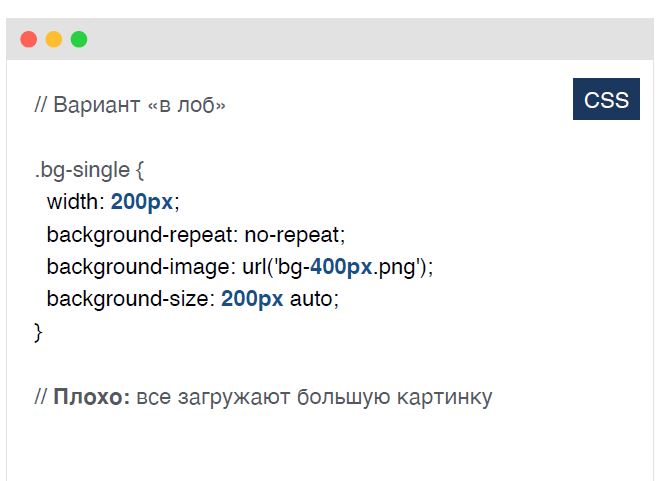 CSS
// Вариант «в лоб»
.bg-single {
width: 200px;
background-repeat: no-repeat;
background-image: url('bg-400px.png');
background-size: 200px auto;
}
// Плохо: все загружают большую картинку